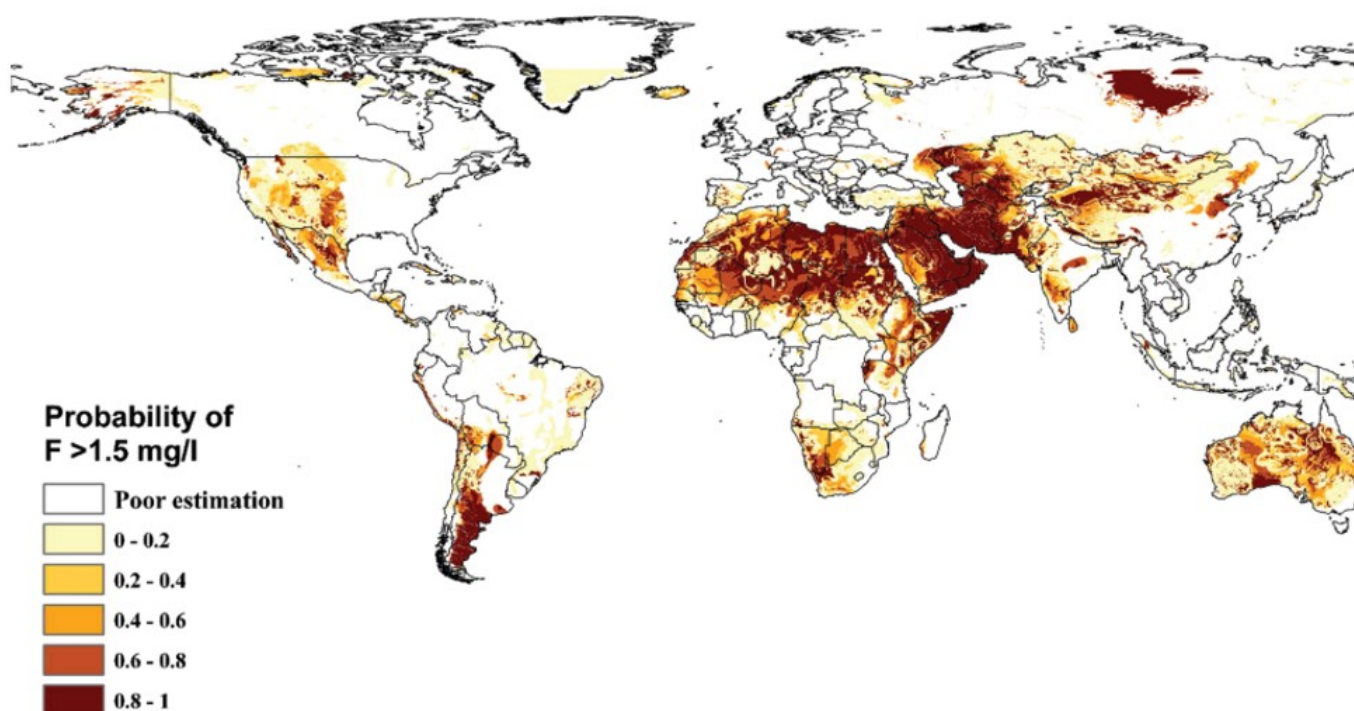 Probability of
F >1.5 mg/l
Poor estimation
0 - 0.2
0.2 - 0.4
0.4 - 0.6
0.6 - 0.8
0.8 - 1